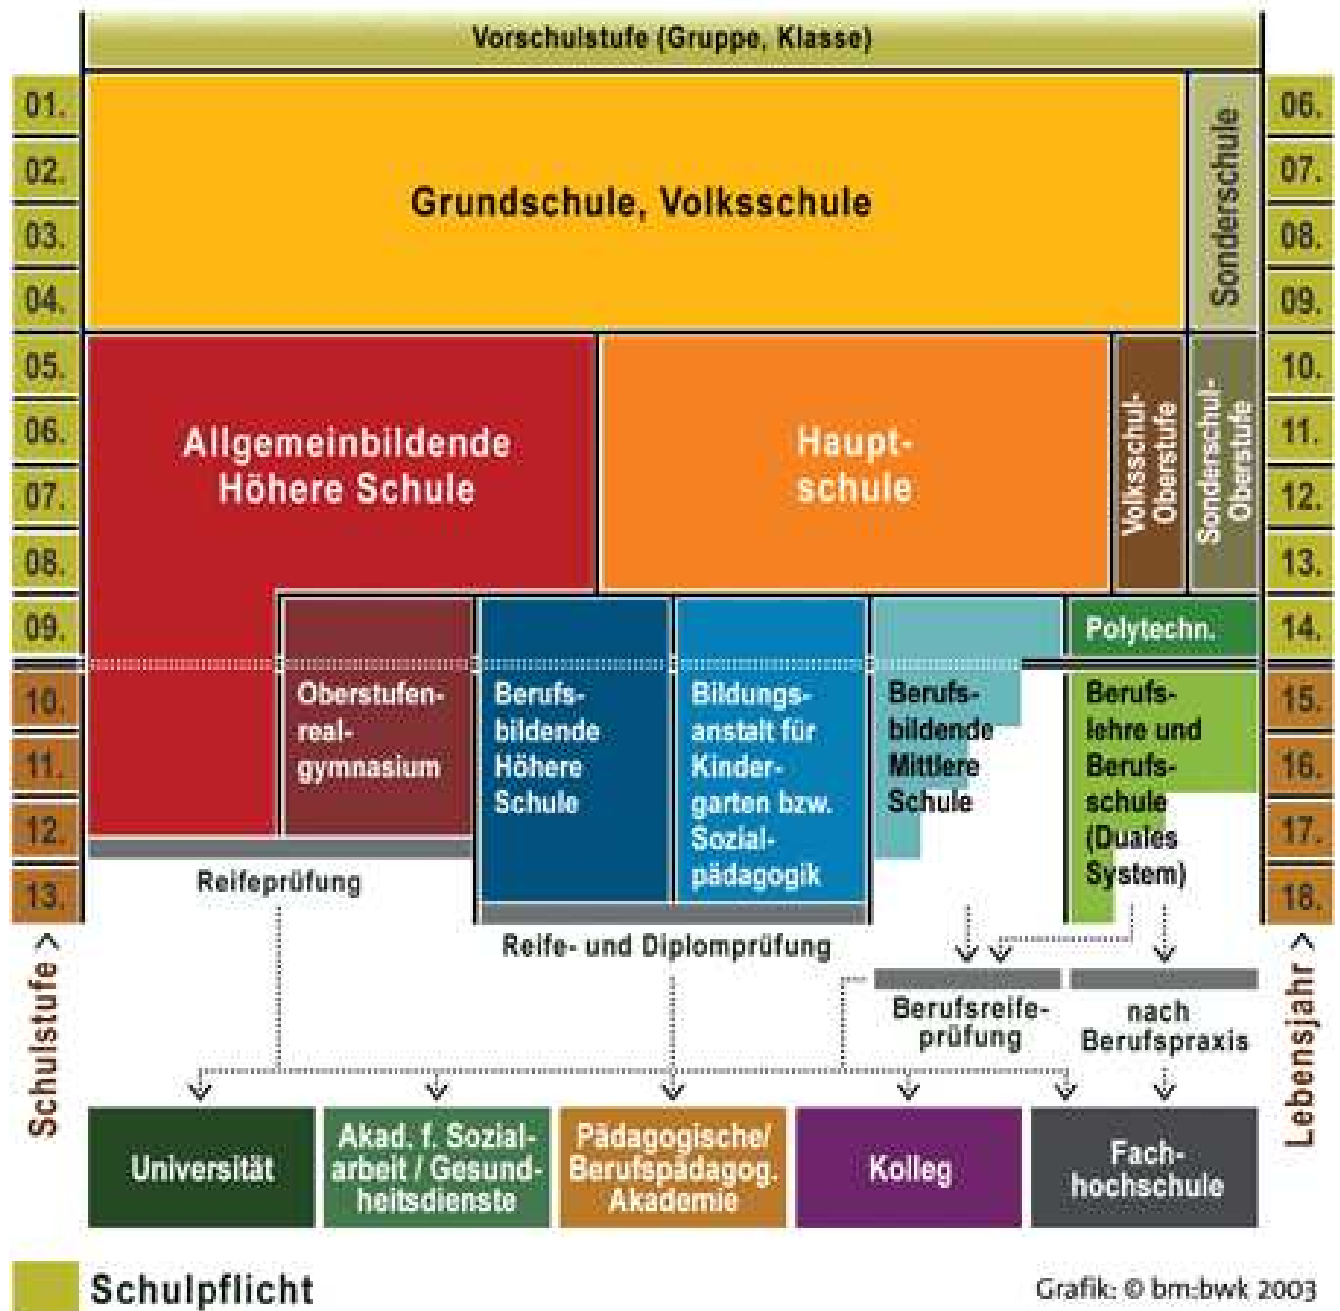 Vorschulstufe (Gruppe, Klasse)
01.
02.
03.
04.
05.
06.
07.
08.
09.
10.
11.
12.
13.
Schulstufe >
Grundschule, Volksschule
Sonderschule
Allgemeinbildende
Höhere Schule
Haupt-
schule
Volksschul-
Oberstufe
Sonderschul-
Oberstufe
Polytechn.
Oberstufen-
real-
gymnasium
Berufs-
bildende
Höhere
Schule
Bildungs-
anstalt für
Kinder-
garten bzw.
Sozial-
pädagogik
Berufs-
bildende
Mittlere
Schule
Berufs-
lehre und
Berufs-
schule
(Duales
System)
06.
07.
08.
09.
10.
11.
12.
13.
14.
15.
16.
17.
18.
Lebensjahr >
Reifeprüfung
Reife- und Diplomprüfung
Berufsreife-
prüfung
nach
Berufspraxis
Universität
Akad. f. Sozial-
arbeit / Gesund-
heitsdienste
Pädagogische/
Berufspädagog.
Akademie
Kolleg
Fach-
hochschule
Schulpflicht
Grafik: © bm:bwk 2003